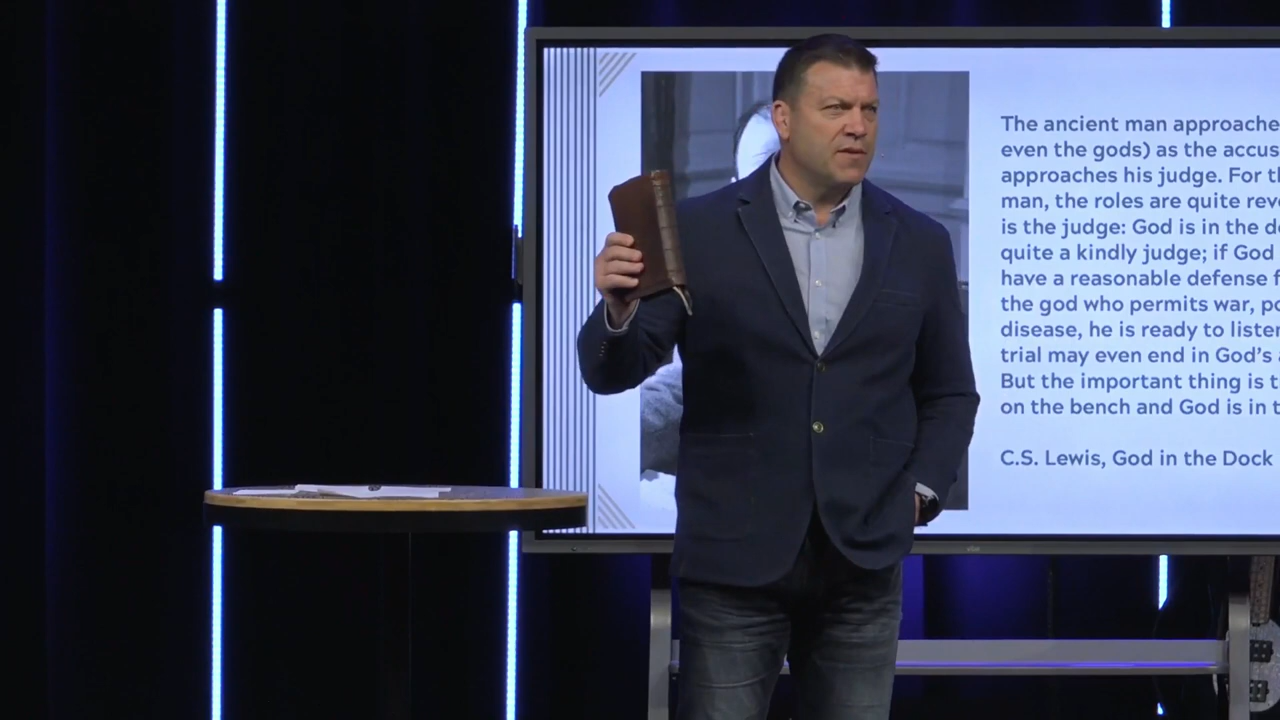 The ancient man approache
even the gods) as the accus
approaches his judge. For th
man, the roles are quite reve
is the judge: God is in the do
quite a kindly judge; if God
have a reasonable defense f
the god who permits war, po
disease, he is ready to listen
trial may even end in God's a
But the important thing is t
on the bench and God is in t
C.S. Lewis, God in the Dock